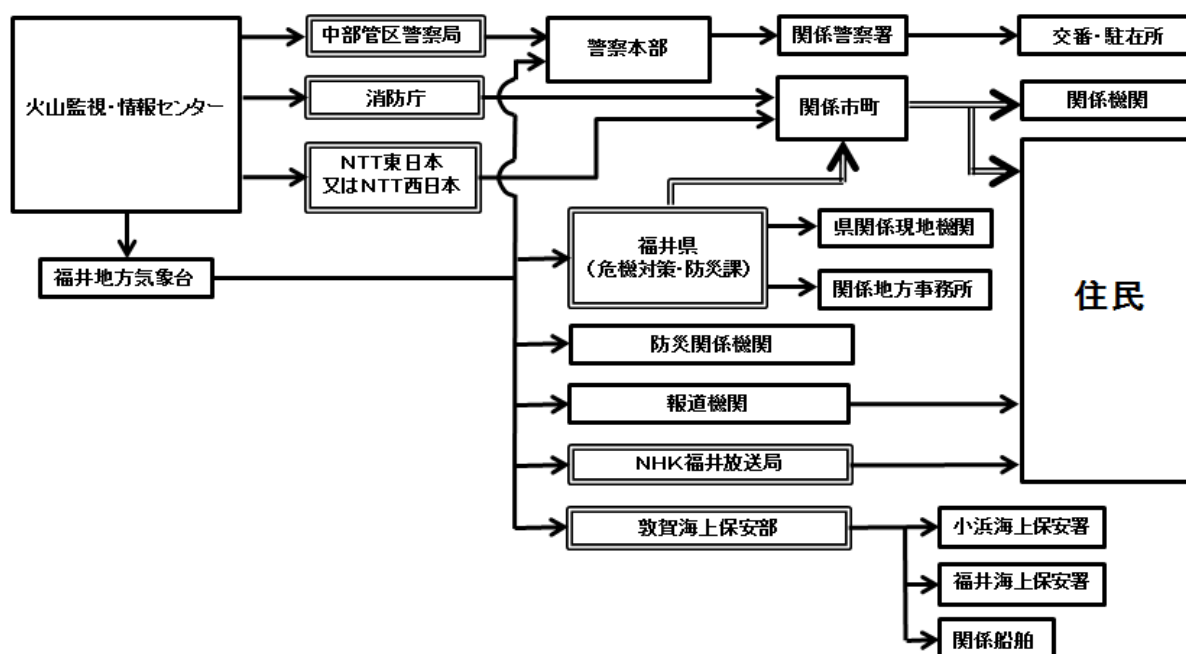 中部管区警察局
警察本部
関係警察署
交番・駐在所
火山監視・情報センター
消防庁
関係市町
関係機関
NTT東日本
又はNTT西日本
福井県
(危機対策・防災課)
県関係現地機関
福井地方気象台
関係地方事務所
住民
防災関係機関
報道機関
NHK福井放送局
敦賀海上保安部
小浜海上保安署
福井海上保安署
関係船舶